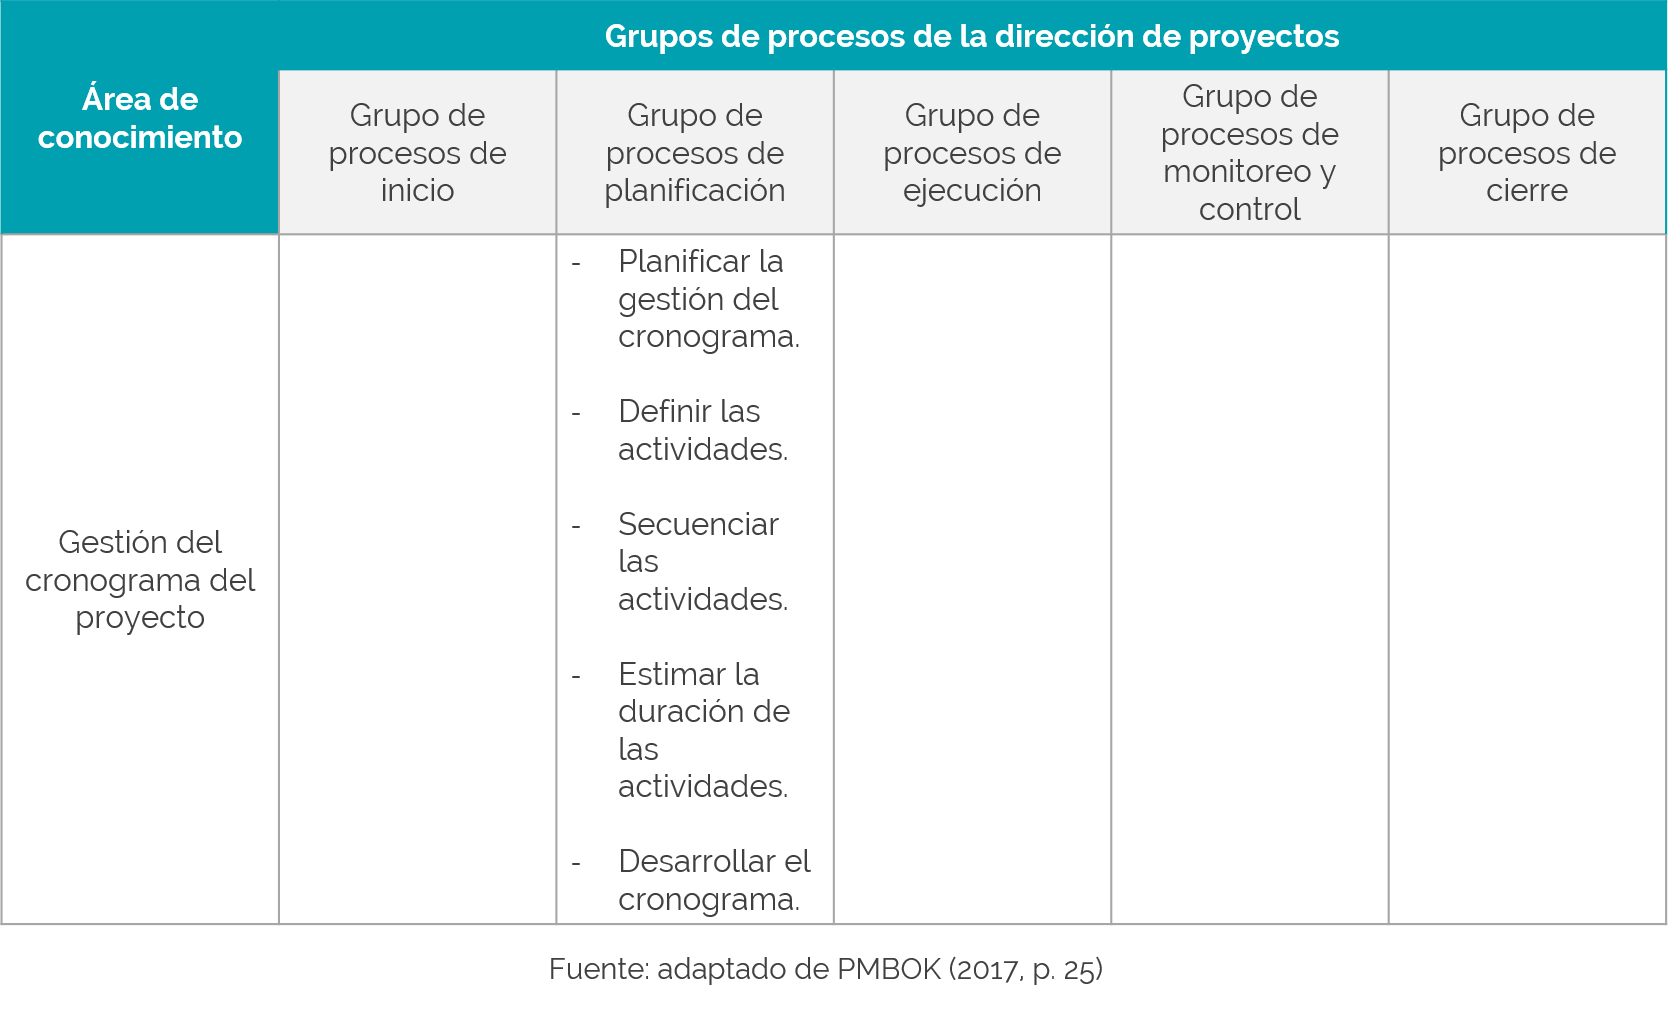 Grupos de procesos de la dirección de proyectos
Área de
conocimiento
Grupo de
procesos de
inicio
Grupo de
procesos de
planificación
Grupo de
procesos de
ejecución
Grupo de
procesos de
monitoreo y
control
Grupo de
procesos de
cierre
Gestión del
cronograma del
proyecto
- Planificar la
gestión del
cronograma.
- Definir las
actividades.
- Secuenciar
las
actividades.
- Estimar la
duración de
las
actividades.
- Desarrollar el
cronograma.
Fuente: adaptado de PMBOK (2017, p. 25)